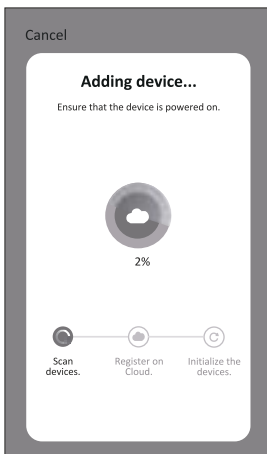 Cancel
Adding device...
Ensure that the device is powered on.
2%
Scan
devices.
Register on
Cloud.
Initialize the
devices.